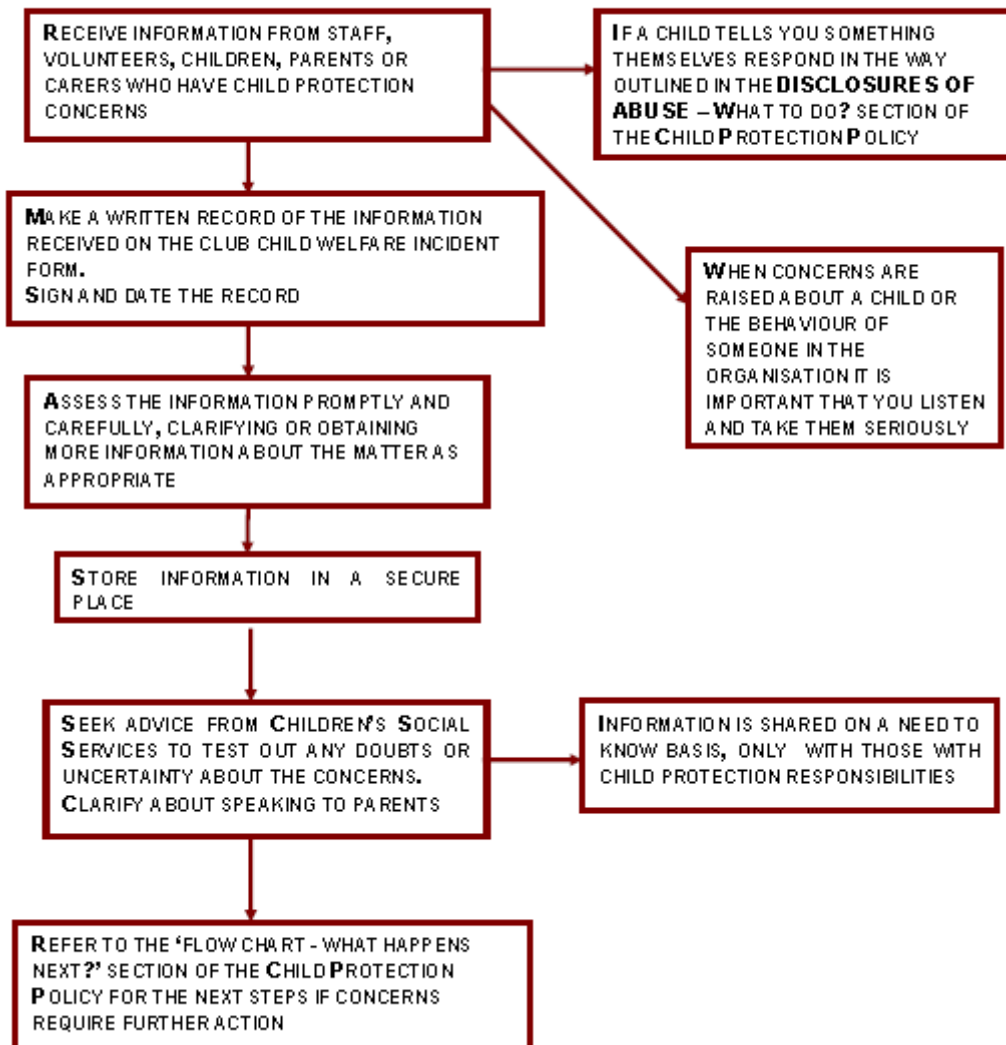 RECEIVE INFORMATION FROM STAFF,
VOLUNTEERS, CHILDREN, PARENTS OR
CARERS WHO HAVE CHILD PROTECTION
CONCERNS
IF A CHILD TELLS YOU SOMETHING
THEMSELVES RESPOND IN THE WAY
OUTLINED IN THE DISCLOSURES OF
ABUSE – WHAT TO DO? SECTION OF
THE CHILD PROTECTION POLICY
MAKE A WRITTEN RECORD OF THE INFORMATION
RECEIVED ON THE CLUB CHILD WELFARE INCIDENT
FORM.
SIGN AND DATE THE RECORD
WHEN CONCERNS ARE
RAISED ABOUT A CHILD OR
THE BEHAVIOUR OF
SOMEONE IN THE
ORGANISATION IT IS
IMPORTANT THAT YOU LISTEN
AND TAKE THEM SERIOUSLY
ASSESS THE INFORMATION PROMPTLY AND
CAREFULLY, CLARIFYING OR OBTAINING
MORE INFORMATION ABOUT THE MATTER AS
APPROPRIATE
STORE INFORMATION IN A SECURE
PLACE
SEEK ADVICE FROM CHILDREN'S SOCIAL
SERVICES TO TEST OUT ANY DOUBTS OR
UNCERTAINTY ABOUT THE CONCERNS.
CLARIFY ABOUT SPEAKING TO PARENTS
INFORMATION IS SHARED ON A NEED TO
KNOW BASIS, ONLY WITH THOSE WITH
CHILD PROTECTION RESPONSIBILITIES
REFER TO THE ‘FLOW CHART - WHAT HAPPENS
NEXT?’ SECTION OF THE CHILD PROTECTION
POLICY FOR THE NEXT STEPS IF CONCERNS
REQUIRE FURTHER ACTION